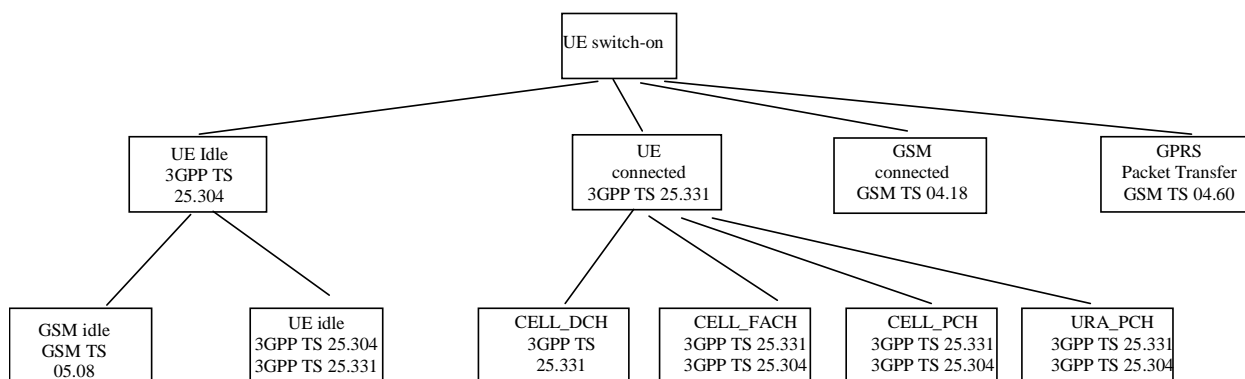 UE switch-on
UE Idle
3GPP TS
25.304
UE
connected
3GPP TS 25.331
GSM
connected
GSM TS 04.18
GPRS
Packet Transfer
GSM TS 04.60
GSM idle
GSM TS
05.08
UE idle
3GPP TS 25.304
3GPP TS 25.331
CELL_DCH
3GPP TS
25.331
CELL_FACH
3GPP TS 25.331
3GPP TS 25.304
CELL_PCH
3GPP TS 25.331
3GPP TS 25.304
URA_PCH
3GPP TS 25.331
3GPP TS 25.304